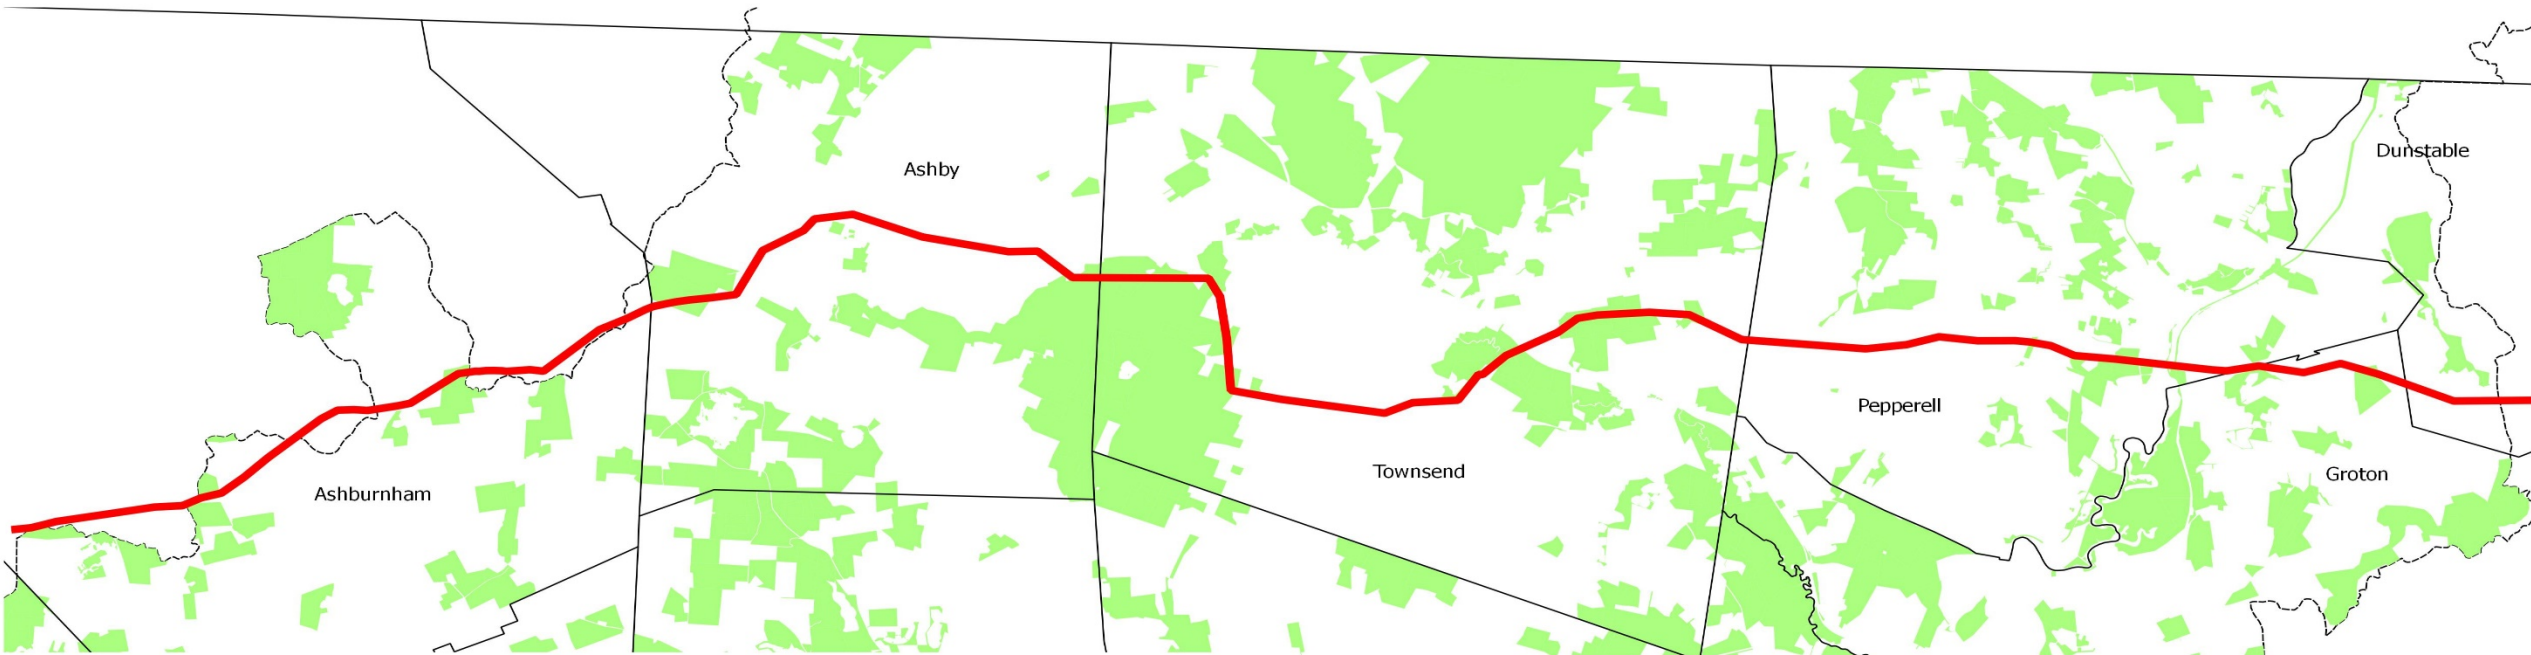 Ashby
Dunstable
Pepperell
Townsend
Groton
Ashburnham